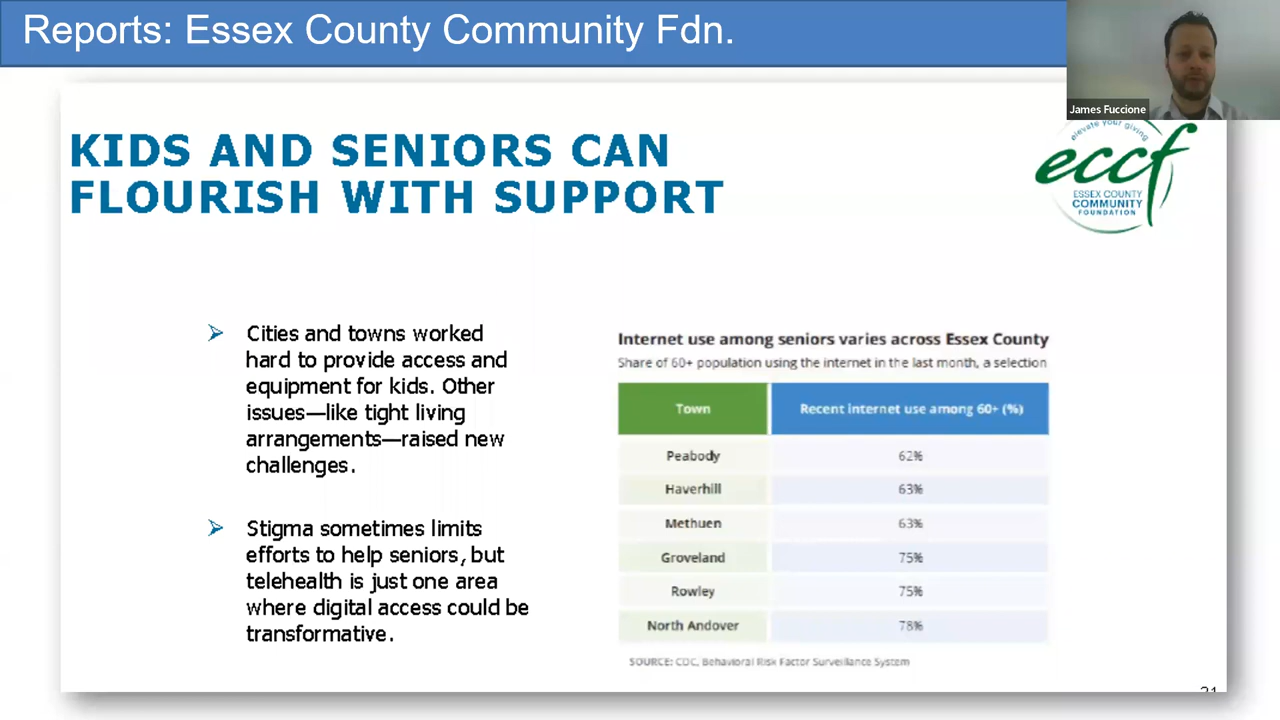 Reports: Essex County Community Fdn.
James Fuccione
KIDS AND SENIORS CAN
FLOURISH WITH SUPPORT
elevate your giving
eccf
ESSEX COUNTY
COMMUNITY
FOUNDATION
Cities and towns worked
hard to provide access and
equipment for kids. Other
issues—like tight living
arrangements—raised new
challenges.
Stigma sometimes limits
efforts to help seniors, but
telehealth is just one area
where digital access could be
transformative.
Internet use among seniors varies across Essex County
Share of 60+ population using the internet in the last month, a selection
Town Recent internet use among 60+ (%)
Peabody 62%
Haverhill 63%
Methuen 63%
Groveland 75%
Rowley 75%
North Andover 78%
SOURCE: CDC, Behavioral Risk Factor Surveillance System